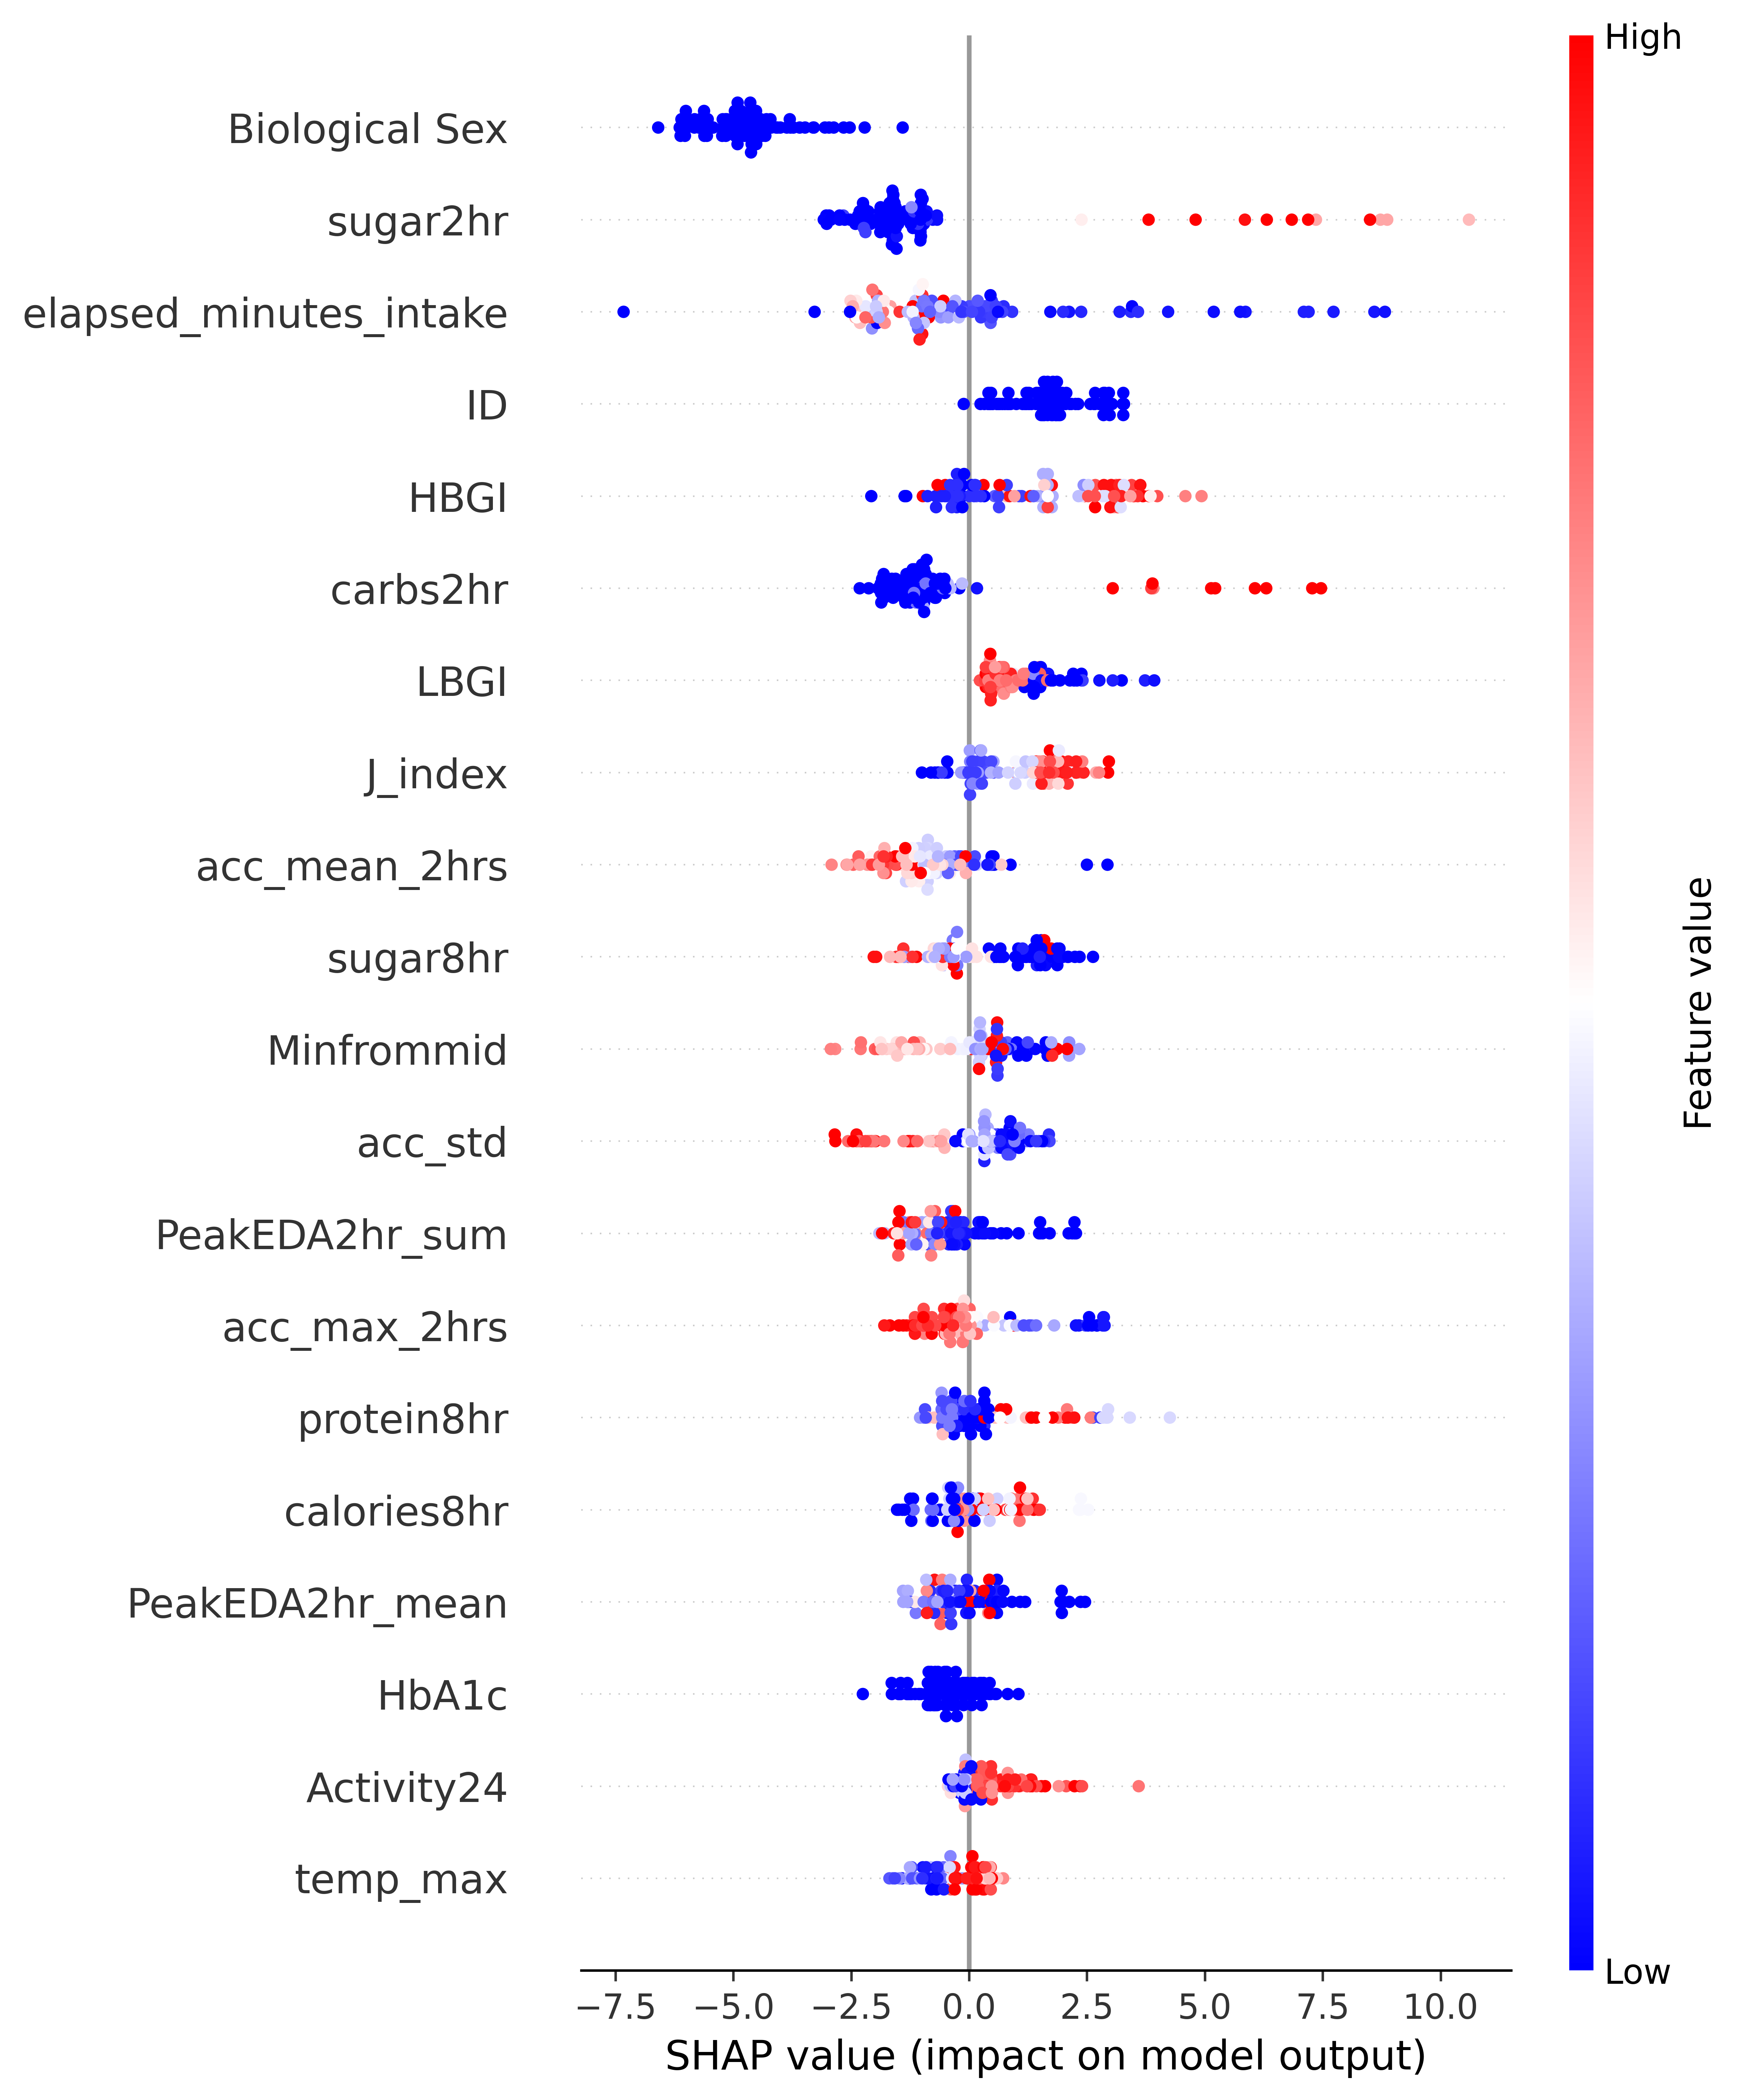 High
Biological Sex
sugar2hr
elapsed_minutes_intake
ID
HBGI
carbs2hr
LBGI
J_index
acc_mean_2hrs
sugar8hr
Minfrommid
acc_std
PeakEDA2hr_sum
acc_max_2hrs
protein8hr
calories8hr
PeakEDA2hr_mean
HbA1c
Activity24
temp_max
Feature value
Low
−7.5 −5.0 −2.5 0.0 2.5 5.0 7.5 10.0
SHAP value (impact on model output)